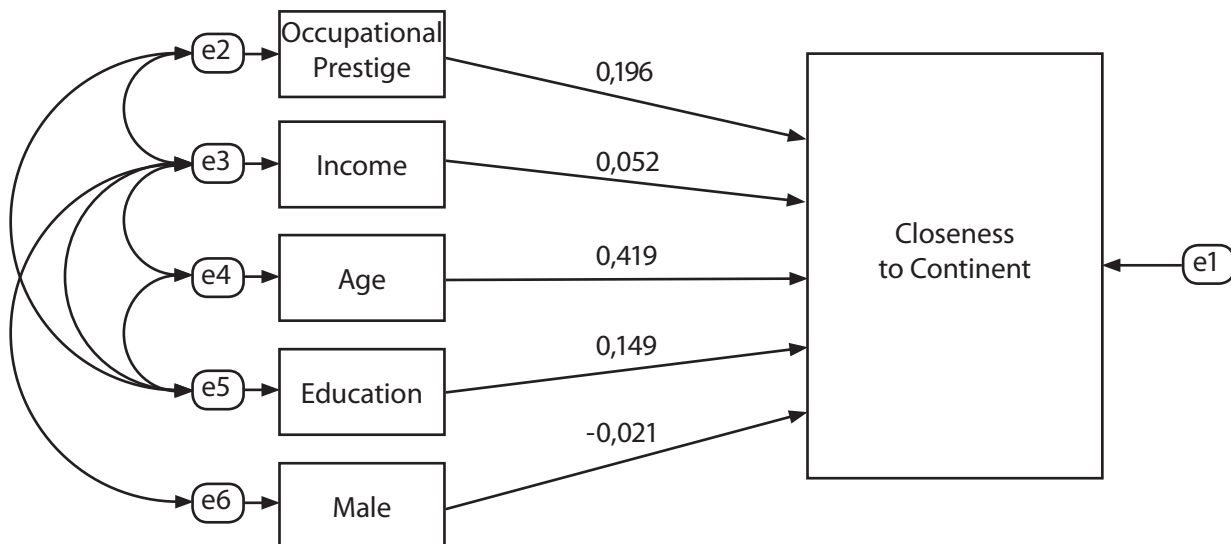 e2
Occupational
Prestige
0,196
e3
Income
0,052
e4
Age
0,419
e5
Education
0,149
e6
Male
-0,021
Closeness
to Continent
e1